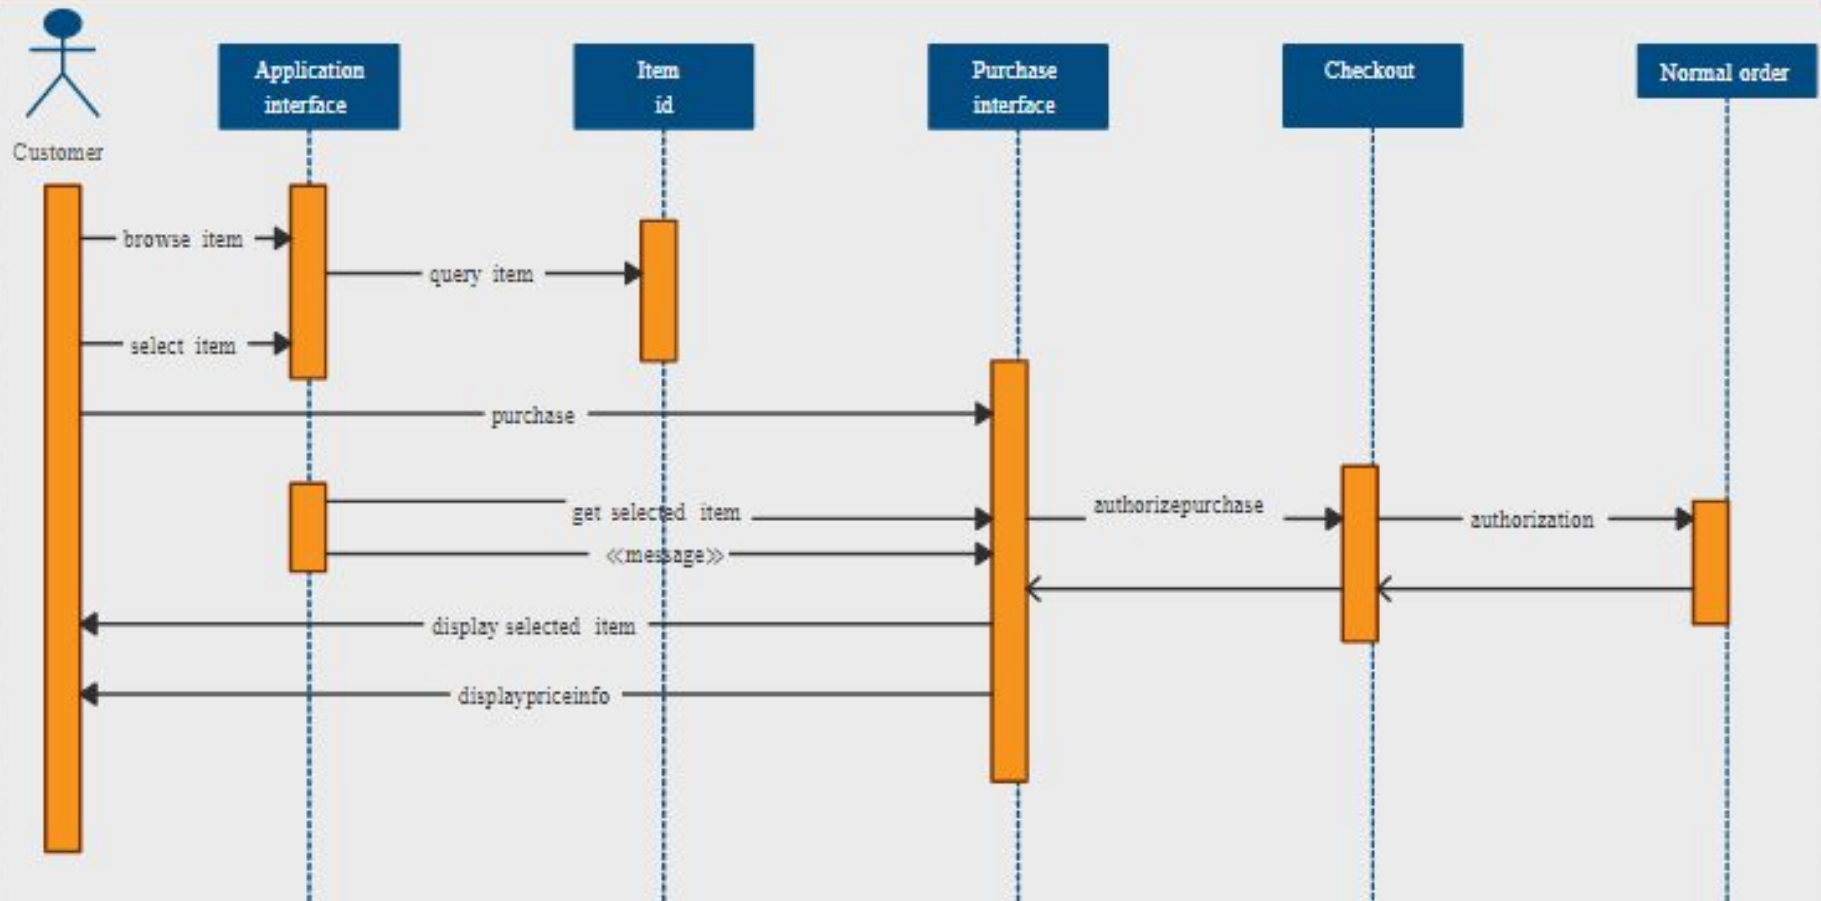 Application
interface
Item
id
Purchase
interface
Checkout
Normal order
Customer
browse item
query item
select item
purchase
get selected item
authorizepurchase
authorization
≪message≫
display selected item
displaypriceinfo